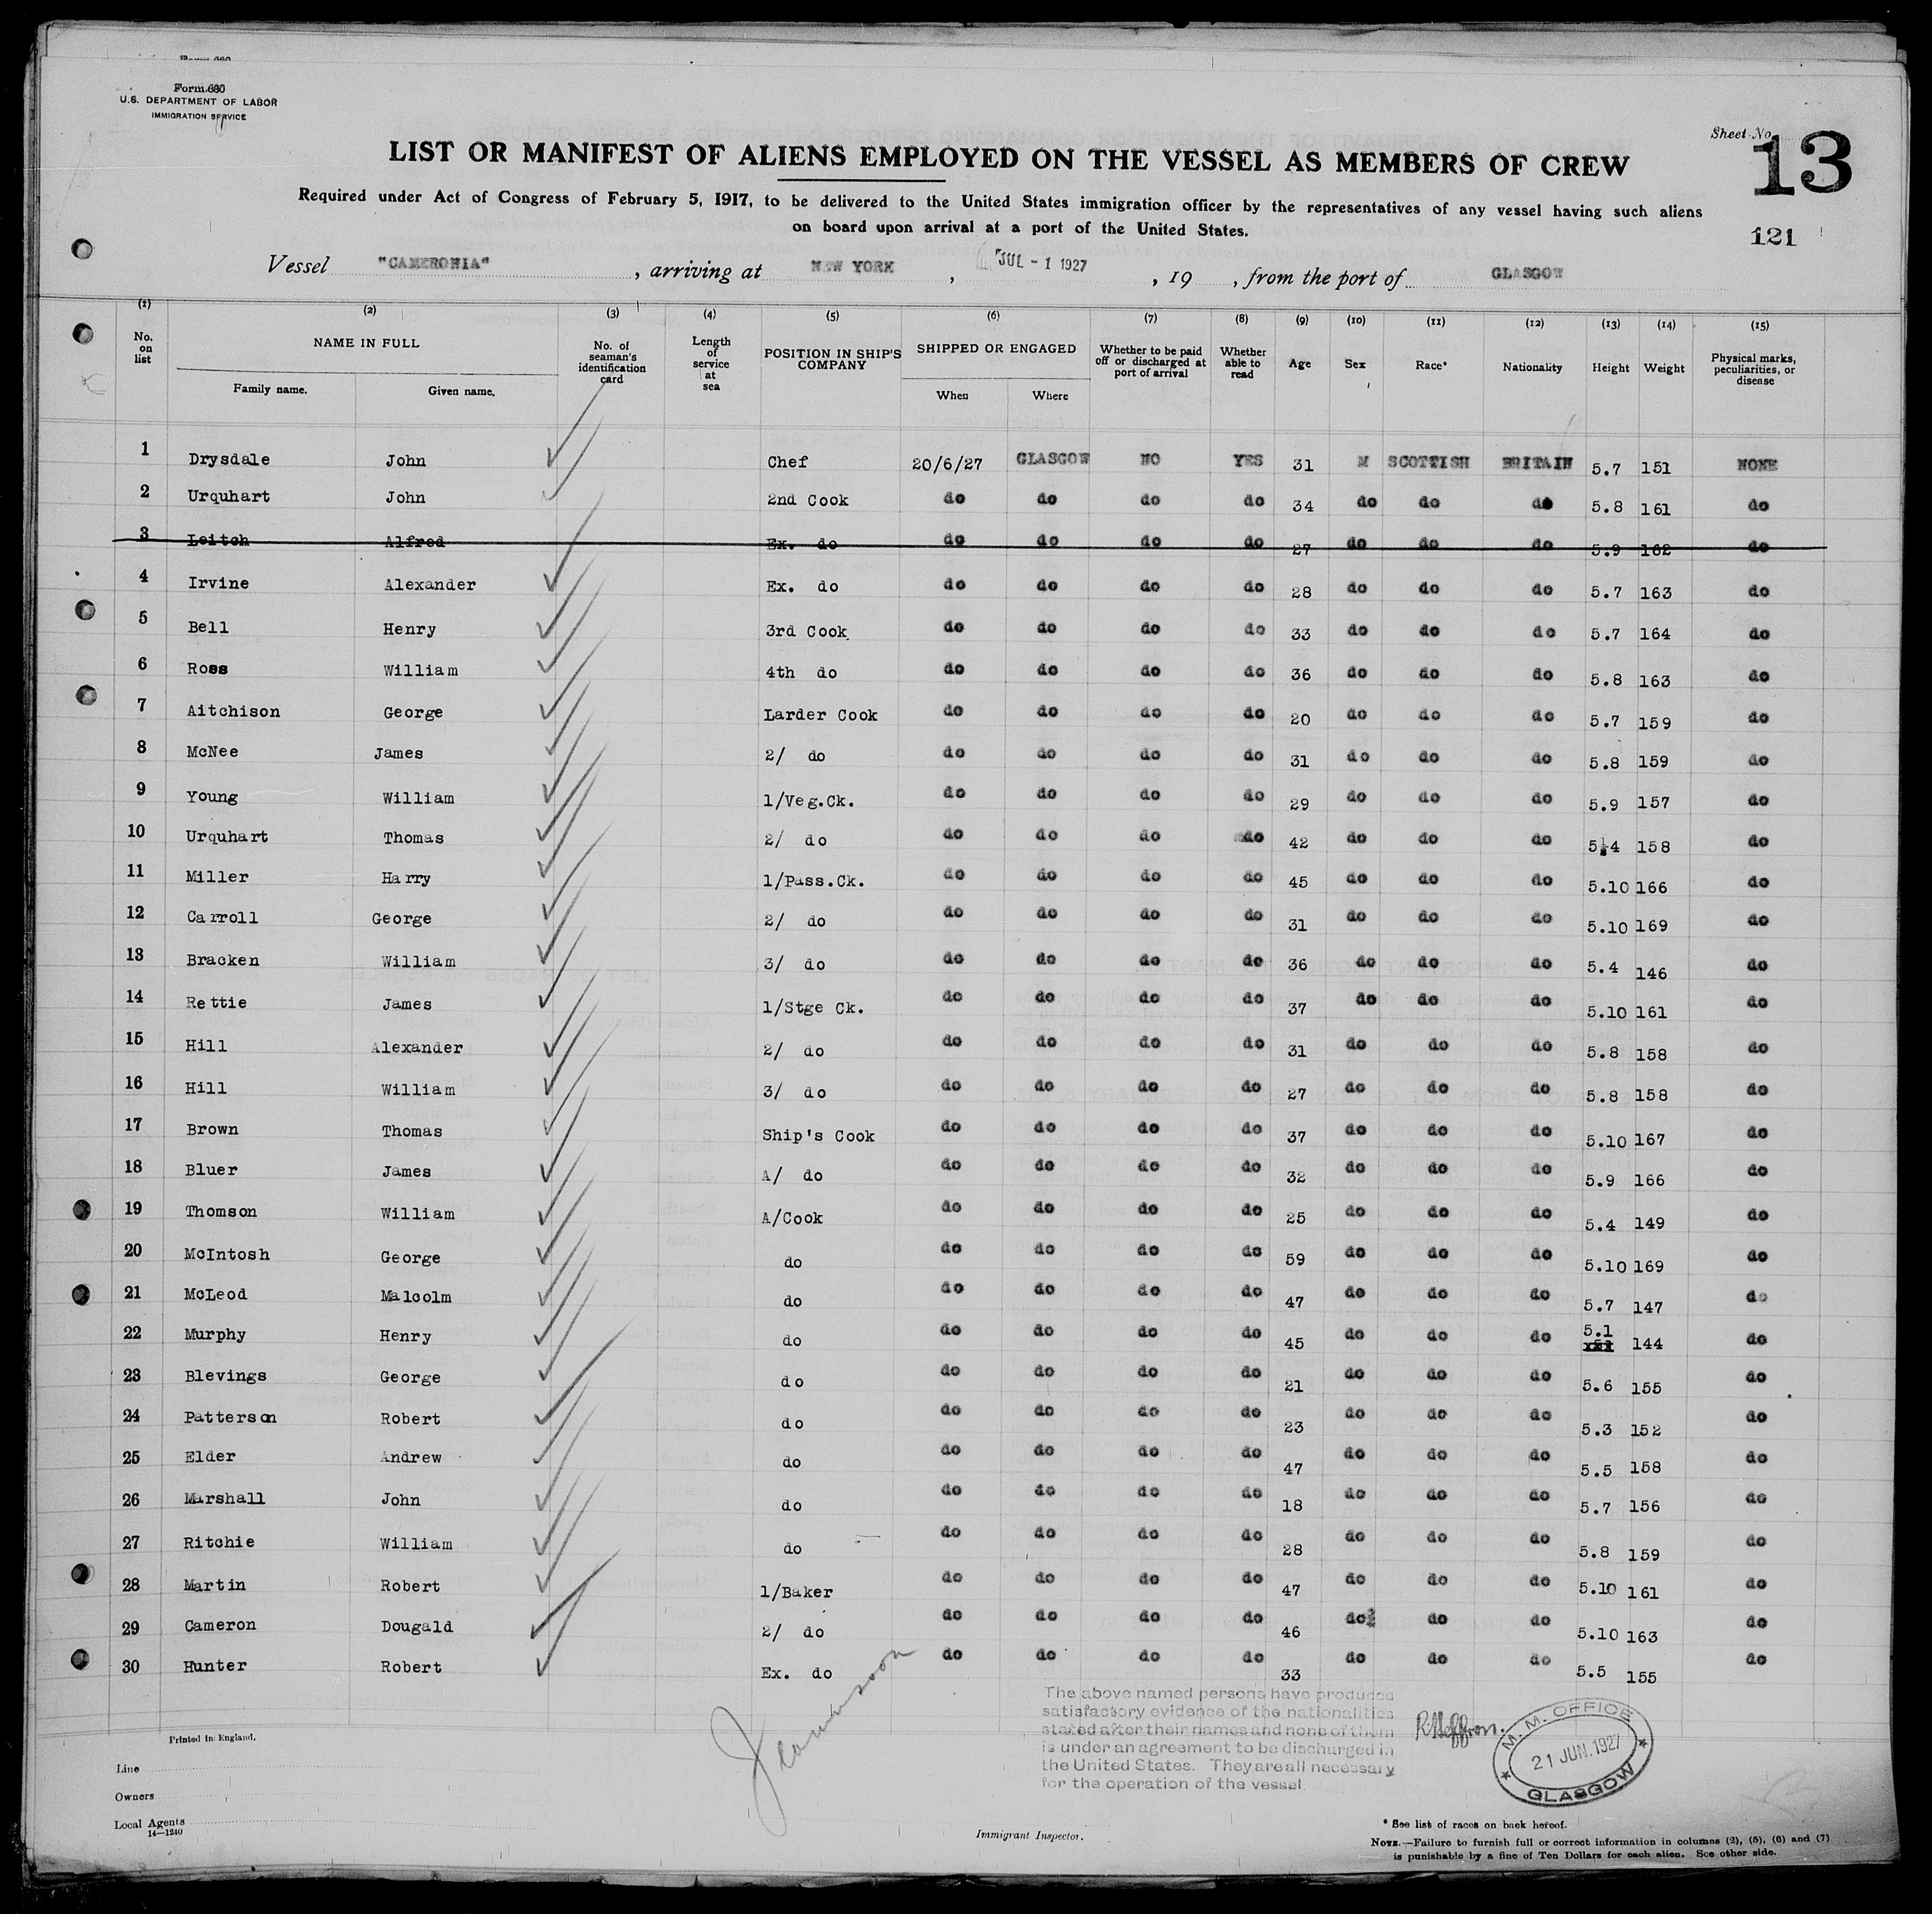 Form 680
U.S. DEPARTMENT OF LABOR
IMMIGRATION SERVICE
Sheet No. 13
LIST OR MANIFEST OF ALIENS EMPLOYED ON THE VESSEL AS MEMBERS OF CREW
Required under Act of Congress of February 5, 1917, to be delivered to the United States immigration officer by the representatives of any vessel having such aliens
on board upon arrival at a port of the United States.
121
Vessel "CAMERONIA", arriving at NEW YORK, JUL - 1 1927, 19 , from the port of GLASGOW
(1) (2) (3) (4) (5) (6) (7) (8) (9) (10) (11) (12) (13) (14) (15)
No. on list NAME IN FULL Family name. Given name. No. of seaman's identification card Length of service at sea POSITION IN SHIP'S COMPANY SHIPPED OR ENGAGED When Where Whether to be paid off or discharged at port of arrival Whether able to read Age Sex Race* Nationality Height Weight Physical marks, peculiarities, or disease
1 Drysdale John Chef 20/6/27 GLASGOW NO YES 31 M SCOTTISH BRITAIN 5.7 151 NONE
2 Urquhart John 2nd Cook do do do do 34 do do do 5.8 161 do
3 Leitch Alfred Ex. do do do do do 27 do do do 5.9 162 do
4 Irvine Alexander Ex. do do do do do 28 do do do 5.7 163 do
5 Bell Henry 3rd Cook do do do do 33 do do do 5.7 164 do
6 Ross William 4th do do do do do 36 do do do 5.8 163 do
7 Aitchison George Larder Cook do do do do 20 do do do 5.7 159 do
8 McNee James 2/ do do do do do 31 do do do 5.8 159 do
9 Young William 1/Veg.Ck. do do do do 29 do do do 5.9 157 do
10 Urquhart Thomas 2/ do do do do do 42 do do do 5 4 158 do
11 Miller Harry 1/Pass.Ck. do do do do 45 do do do 5.10 166 do
12 Carroll George 2/ do do do do do 31 do do do 5.10 169 do
13 Bracken William 3/ do do do do do 36 do do do 5.4 146 do
14 Rettie James 1/Stge Ck. do do do do 37 do do do 5.10 161 do
15 Hill Alexander 2/ do do do do do 31 do do do 5.8 158 do
16 Hill William 3/ do do do do do 27 do do do 5.8 158 do
17 Brown Thomas Ship's Cook do do do do 37 do do do 5.10 167 do
18 Bluer James A/ do do do do do 32 do do do 5.9 166 do
19 Thomson William A/Cook do do do do 25 do do do 5.4 149 do
20 McIntosh George do do do do do 59 do do do 5.10 169 do
21 McLeod Malcolm do do do do do 47 do do do 5.7 147 do
22 Murphy Henry do do do do do 45 do do do 5.1 144 do
23 Blevings George do do do do do 21 do do do 5.6 155 do
24 Patterson Robert do do do do do 23 do do do 5.3 152 do
25 Elder Andrew do do do do do 47 do do do 5.5 158 do
26 Marshall John do do do do do 18 do do do 5.7 156 do
27 Ritchie William do do do do do 28 do do do 5.8 159 do
28 Martin Robert 1/Baker do do do do 47 do do do 5.10 161 do
29 Cameron Dougald 2/ do do do do do 46 do do do 5.10 163 do
30 Hunter Robert Ex. do do do do do 33 do do do 5.5 155 do
The above named persons have produced
satisfactory evidence of the nationalities
stated after their names and none of them
is under an agreement to be discharged in
the United States. They are all necessary
for the operation of the vessel.
M. M. OFFICE
21 JUN. 1927
GLASGOW
Printed in England.
Line
Owners
Local Agents
14—1240
Immigrant Inspector.
* See list of races on back hereof.
NOTE.—Failure to furnish full or correct information in columns (2), (5), (6) and (7)
is punishable by a fine of Ten Dollars for each alien. See other side.